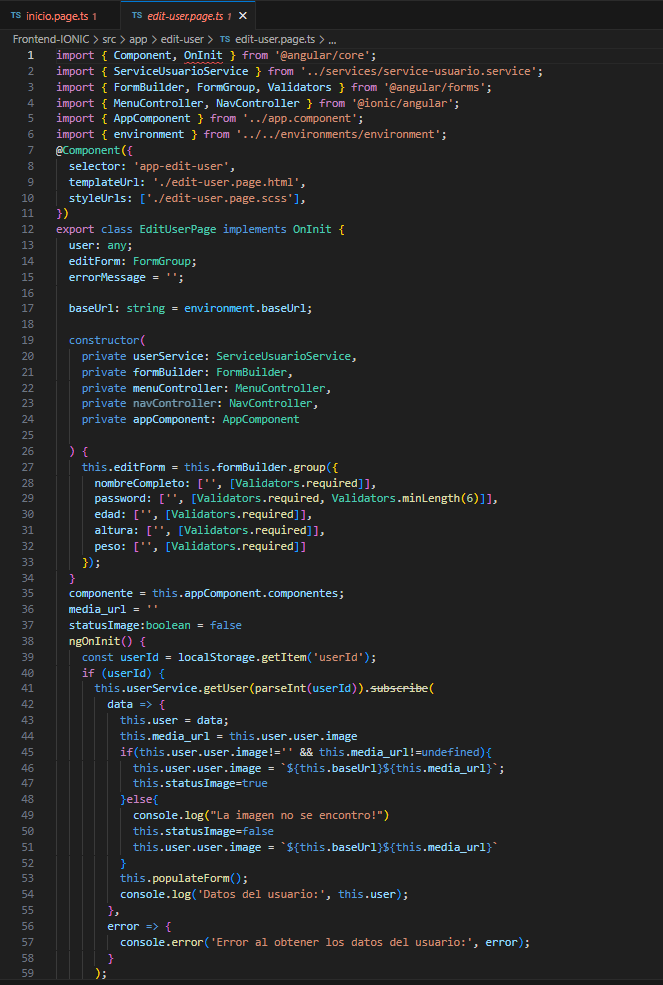 TS inicio.page.ts 1 TS edit-user.page.ts 1 ×
Frontend-IONIC > src > app > edit-user > TS edit-user.page.ts > ...
1 import { Component, OnInit } from '@angular/core';
2 import { ServiceUsuarioService } from '../services/service-usuario.service';
3 import { FormBuilder, FormGroup, Validators } from '@angular/forms';
4 import { MenuController, NavController } from '@ionic/angular';
5 import { AppComponent } from '../app.component';
6 import { environment } from '../../environments/environment';
7 @Component({
8   selector: 'app-edit-user',
9   templateUrl: './edit-user.page.html',
10   styleUrls: ['./edit-user.page.scss'],
11 })
12 export class EditUserPage implements OnInit {
13   user: any;
14   editForm: FormGroup;
15   errorMessage = '';
16
17   baseUrl: string = environment.baseUrl;
18
19   constructor(
20     private userService: ServiceUsuarioService,
21     private formBuilder: FormBuilder,
22     private menuController: MenuController,
23     private navController: NavController,
24     private appComponent: AppComponent
25
26   ) {
27     this.editForm = this.formBuilder.group({
28       nombreCompleto: ['', [Validators.required]],
29       password: ['', [Validators.required, Validators.minLength(6)]],
30       edad: ['', [Validators.required]],
31       altura: ['', [Validators.required]],
32       peso: ['', [Validators.required]]
33     });
34   }
35   componente = this.appComponent.componentes;
36   media_url = ''
37   statusImage:boolean = false
38   ngOnInit() {
39     const userId = localStorage.getItem('userId');
40     if (userId) {
41       this.userService.getUser(parseInt(userId)).subscribe(
42         data => {
43           this.user = data;
44           this.media_url = this.user.user.image
45           if(this.user.user.image!='' && this.media_url!=undefined){
46             this.user.user.image = `${this.baseUrl}${this.media_url}`;
47             this.statusImage=true
48           }else{
49             console.log("La imagen no se encontro!")
50             this.statusImage=false
51             this.user.user.image = `${this.baseUrl}${this.media_url}`
52           }
53           this.populateForm();
54           console.log('Datos del usuario:', this.user);
55         },
56         error => {
57           console.error('Error al obtener los datos del usuario:', error);
58         }
59       );